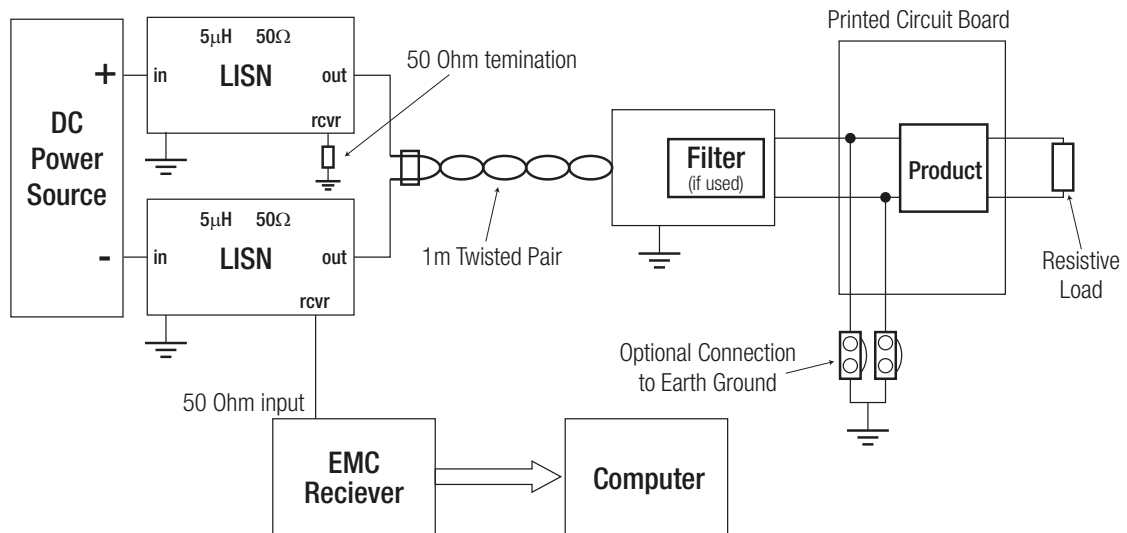 Printed Circuit Board
5µH 50Ω
LISN
in
out
rcvr
50 Ohm temination
+
DC
Power
Source
-
5µH 50Ω
LISN
in
out
rcvr
1m Twisted Pair
Filter
(if used)
Product
Resistive
Load
Optional Connection
to Earth Ground
50 Ohm input
EMC
Reciever
Computer